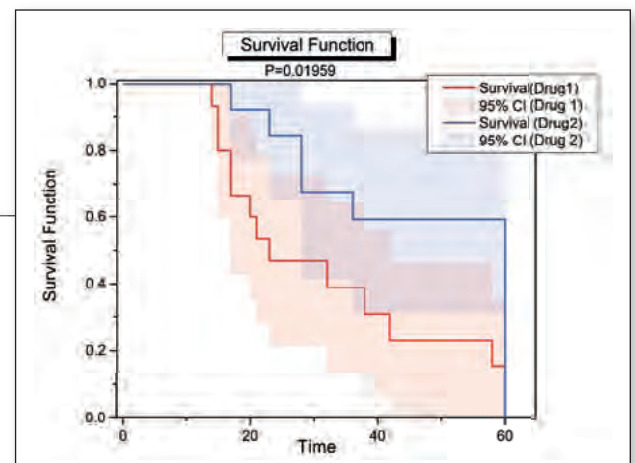 Survival Function
P=0.01959
Survival(Drug1)
95% CI (Drug 1)
Survival (Drug2)
95% CI (Drug 2)
Survival Function
1.0
0.8
0.6
0.4
0.2
0.0
0
20
40
60
Time